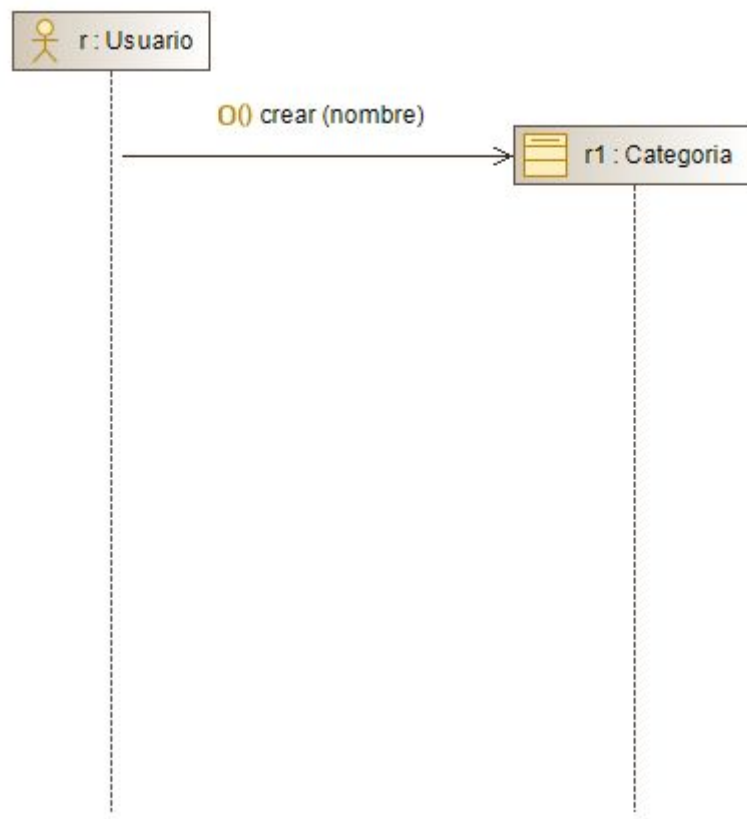 r : Usuario
O() crear (nombre)
r1 : Categoria